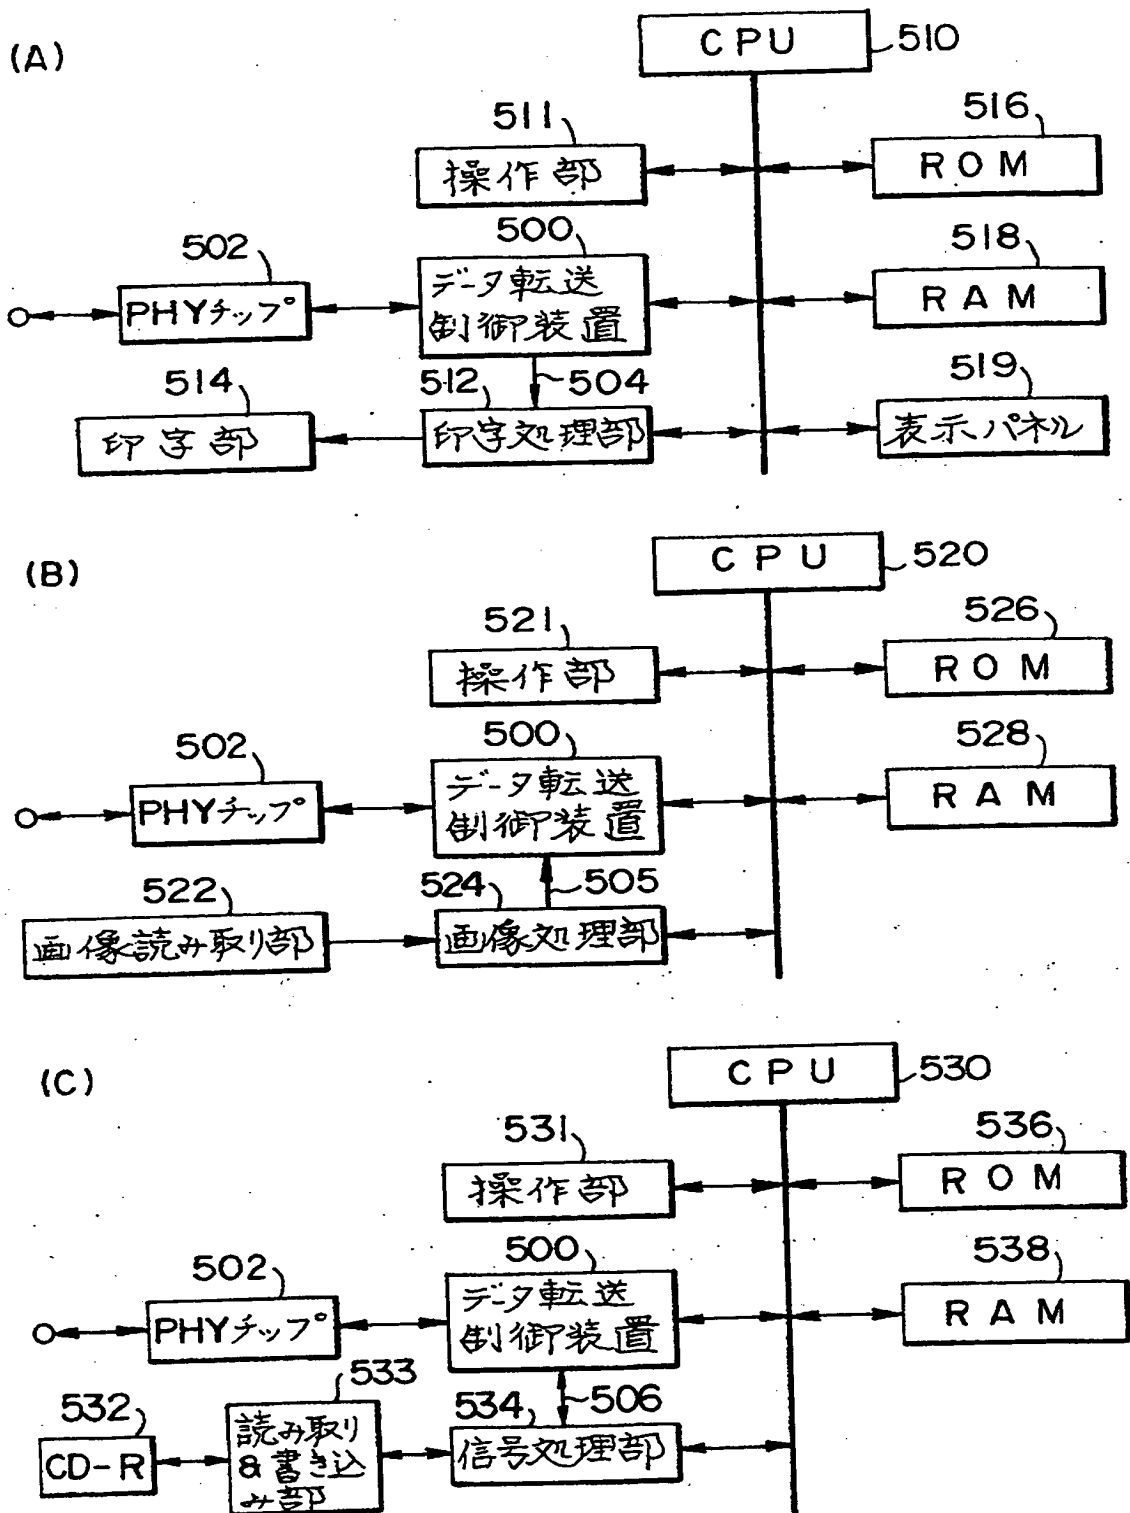 (A)
CPU
510
511
操作部
516
ROM
502
PHYチップ
500
データ転送
制御装置
518
RAM
514
印字部
512
504
印字処理部
519
表示パネル
(B)
CPU
520
521
操作部
526
ROM
502
PHYチップ
500
データ転送
制御装置
528
RAM
522
画像読み取り部
524
505
画像処理部
(C)
CPU
530
531
操作部
536
ROM
502
PHYチップ
500
データ転送
制御装置
538
RAM
532
CD-R
533
読み取り
&書き込
み部
534
506
信号処理部